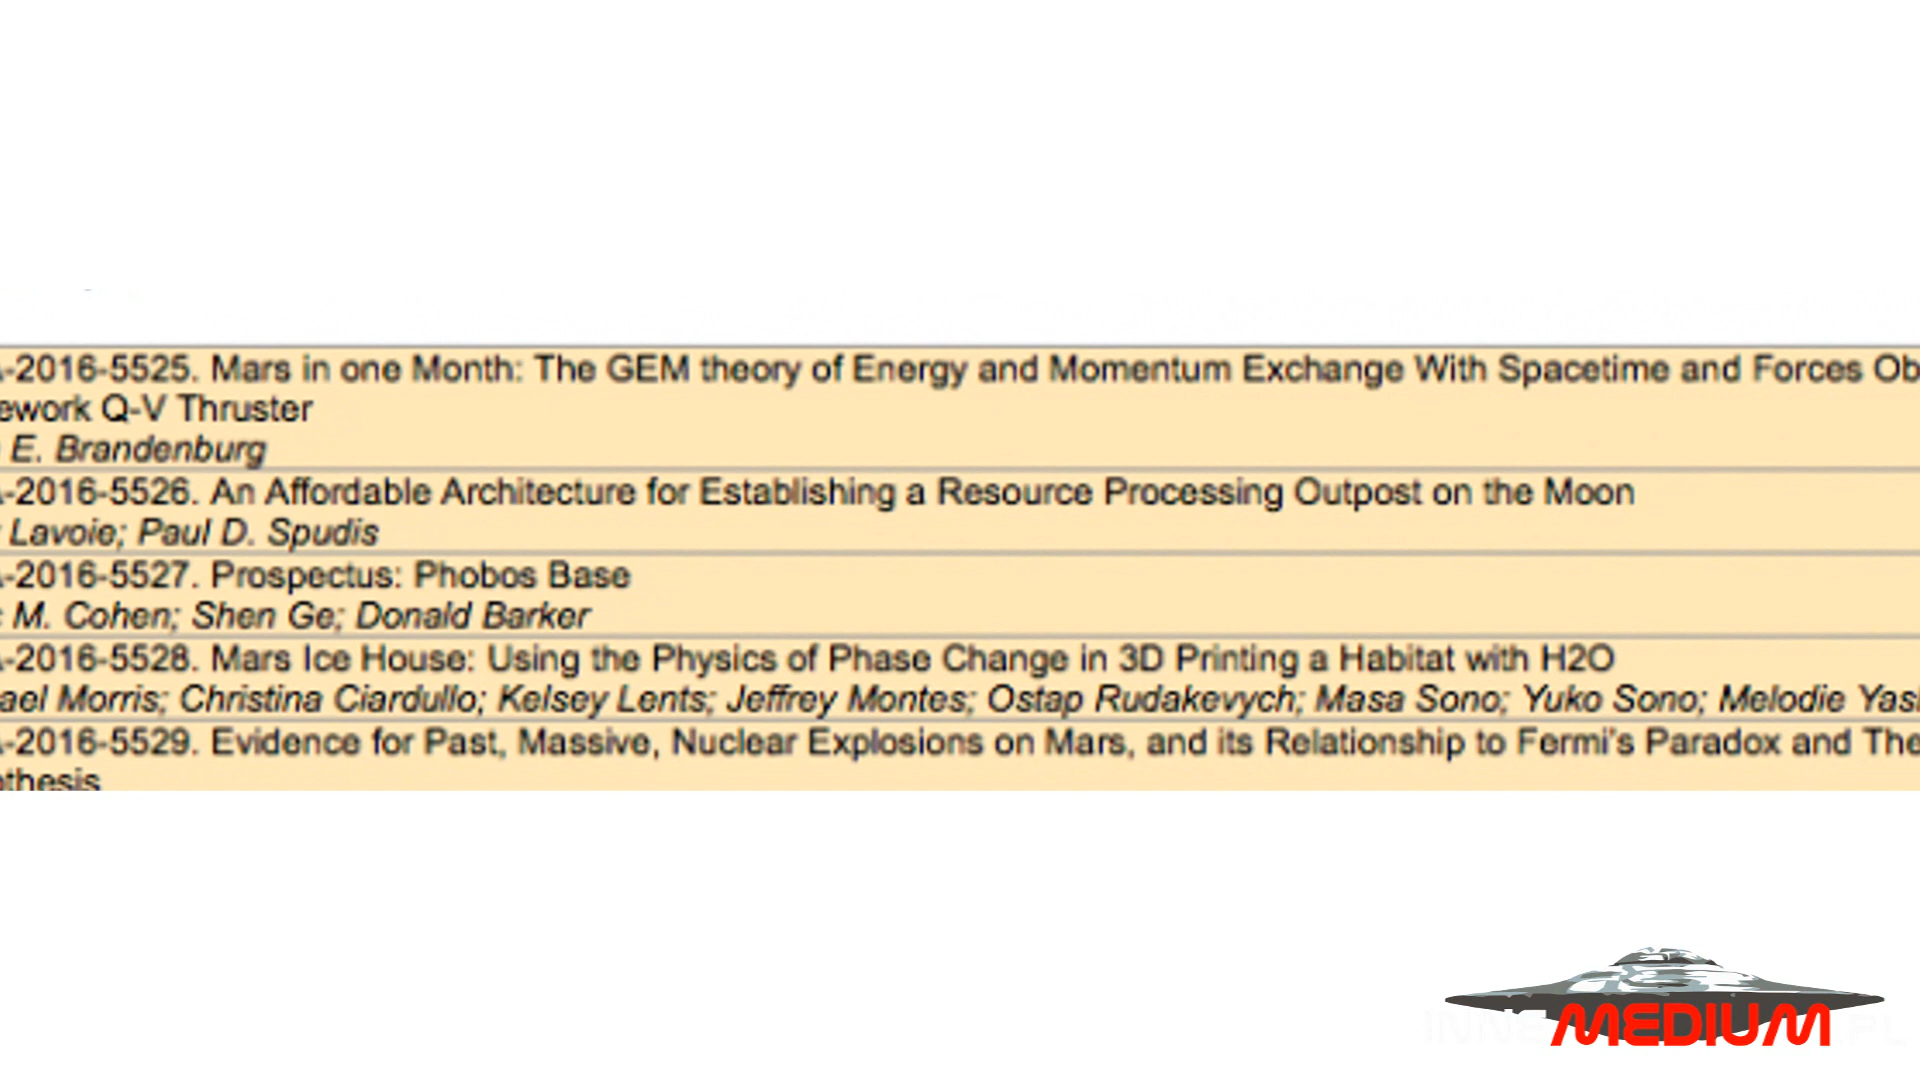 -2016-5525. Mars in one Month: The GEM theory of Energy and Momentum Exchange With Spacetime and Forces Ob
ework Q-V Thruster
E. Brandenburg
-2016-5526. An Affordable Architecture for Establishing a Resource Processing Outpost on the Moon
Lavoie; Paul D. Spudis
-2016-5527. Prospectus: Phobos Base
M. Cohen; Shen Ge; Donald Barker
-2016-5528. Mars Ice House: Using the Physics of Phase Change in 3D Printing a Habitat with H2O
ael Morris; Christina Ciardullo; Kelsey Lents; Jeffrey Montes; Ostap Rudakevych; Masa Sono; Yuko Sono; Melodie Yas
-2016-5529. Evidence for Past, Massive, Nuclear Explosions on Mars, and its Relationship to Fermi's Paradox and The
othesis
INNEMEDIUM.PL